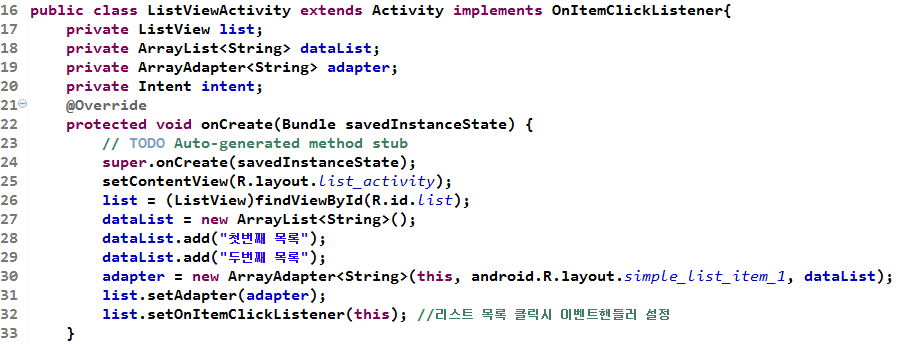 16 public class ListViewActivity extends Activity implements OnItemClickListener{
17     private ListView list;
18     private ArrayList<String> dataList;
19     private ArrayAdapter<String> adapter;
20     private Intent intent;
21     @Override
22     protected void onCreate(Bundle savedInstanceState) {
23         // TODO Auto-generated method stub
24         super.onCreate(savedInstanceState);
25         setContentView(R.layout.list_activity);
26         list = (ListView)findViewById(R.id.list);
27         dataList = new ArrayList<String>();
28         dataList.add("첫번째 목록");
29         dataList.add("두번째 목록");
30         adapter = new ArrayAdapter<String>(this, android.R.layout.simple_list_item_1, dataList);
31         list.setAdapter(adapter);
32         list.setOnItemClickListener(this); //리스트 목록 클릭시 이벤트핸들러 설정
33     }